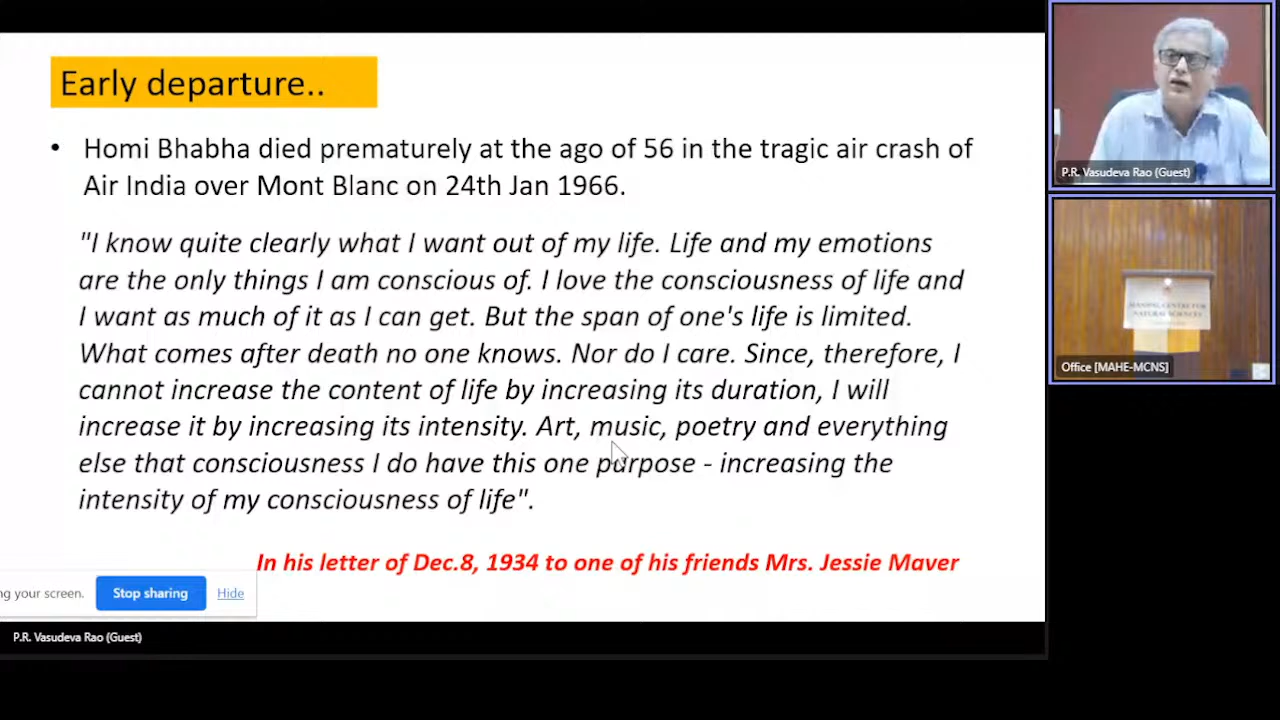 Early departure..
• Homi Bhabha died prematurely at the ago of 56 in the tragic air crash of
Air India over Mont Blanc on 24th Jan 1966.
"I know quite clearly what I want out of my life. Life and my emotions
are the only things I am conscious of. I love the consciousness of life and
I want as much of it as I can get. But the span of one's life is limited.
What comes after death no one knows. Nor do I care. Since, therefore, I
cannot increase the content of life by increasing its duration, I will
increase it by increasing its intensity. Art, music, poetry and everything
else that consciousness I do have this one purpose - increasing the
intensity of my consciousness of life".
In his letter of Dec.8, 1934 to one of his friends Mrs. Jessie Maver
ng your screen.
Stop sharing
Hide
P.R. Vasudeva Rao (Guest)
P.R. Vasudeva Rao (Guest)
MANIPAL CENTRE FOR
NATURAL SCIENCES
Office [MAHE-MCNS]